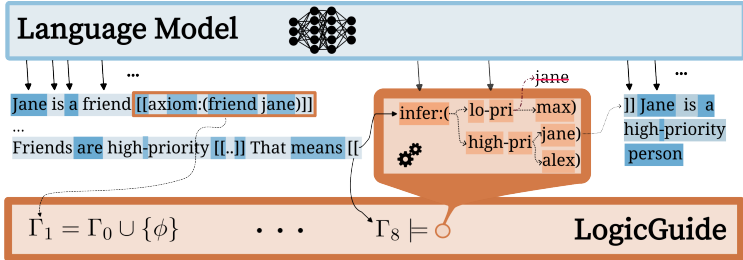 Language Model
...
jane
Jane is a friend [[axiom:(friend jane)]]
...
Friends are high-priority [[..]] That means [[
infer:(
lo-pri
max)
high-pri
jane)
alex)
]] Jane is a
high-priority
person
...
Γ₁ = Γ₀ ∪ {ϕ}
. . .
Γ₈ ⊨
LogicGuide